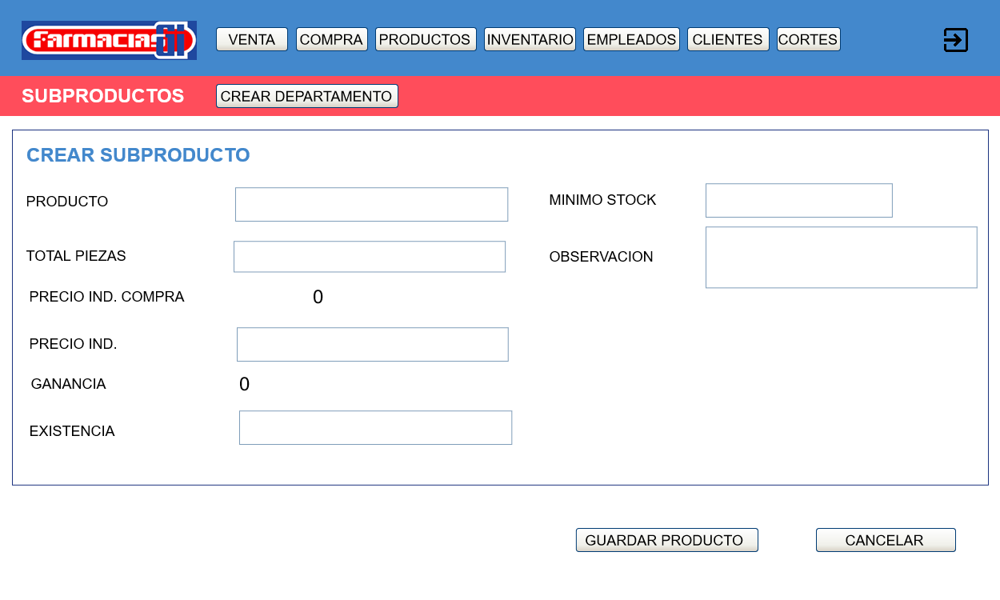 Farmacias SI
VENTA COMPRA PRODUCTOS INVENTARIO EMPLEADOS CLIENTES CORTES
SUBPRODUCTOS CREAR DEPARTAMENTO
CREAR SUBPRODUCTO
PRODUCTO
TOTAL PIEZAS
PRECIO IND. COMPRA 0
PRECIO IND.
GANANCIA 0
EXISTENCIA
MINIMO STOCK
OBSERVACION
GUARDAR PRODUCTO CANCELAR